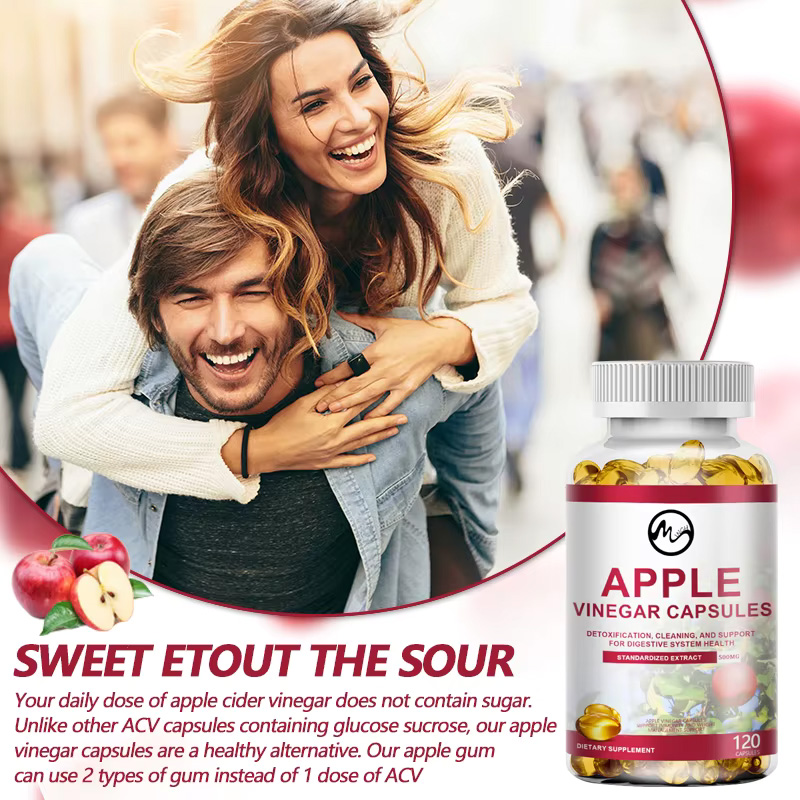 APPLE
VINEGAR CAPSULES
DETOXIFICATION, CLEANING, AND SUPPORT
FOR DIGESTIVE SYSTEM HEALTH
STANDARDIZED EXTRACT 500MG
DIETARY SUPPLEMENT
120
CAPSULES
SWEET ETOUT THE SOUR
Your daily dose of apple cider vinegar does not contain sugar.
Unlike other ACV capsules containing glucose sucrose, our apple
vinegar capsules are a healthy alternative. Our apple gum
can use 2 types of gum instead of 1 dose of ACV